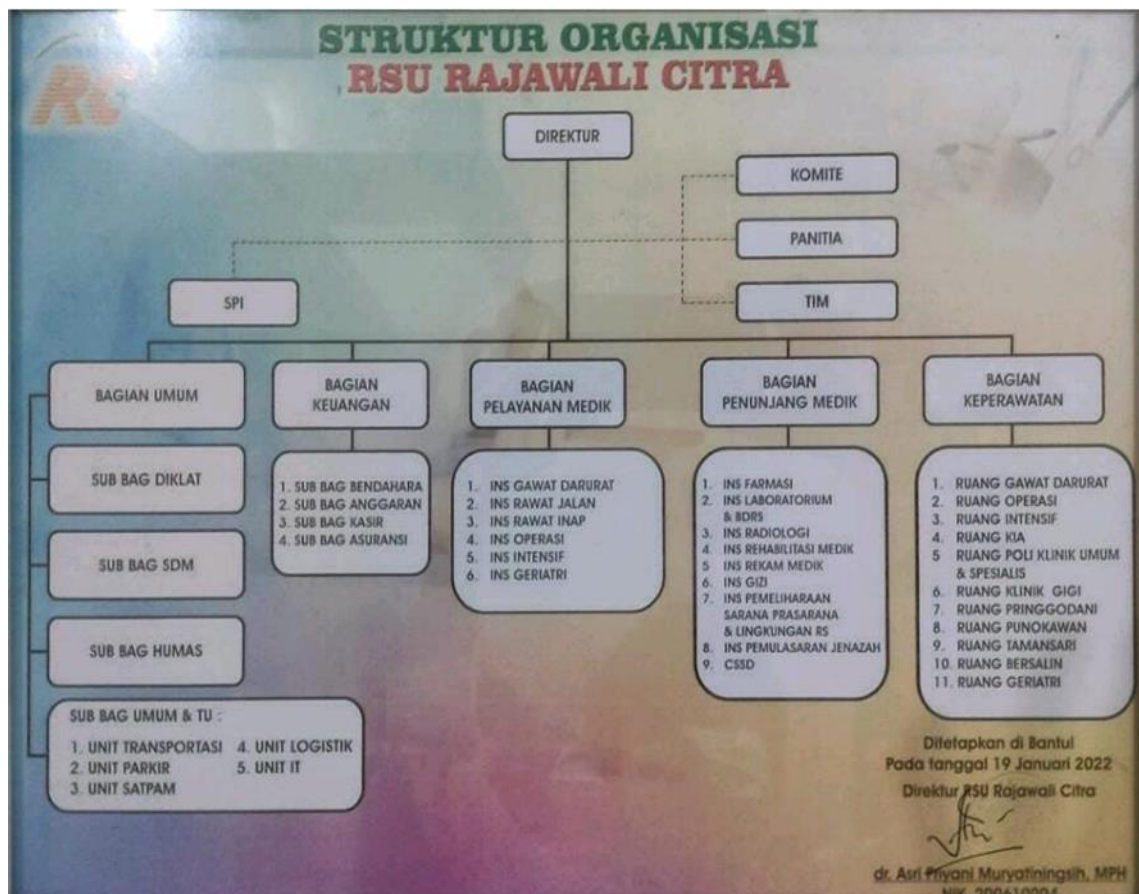 STRUKTUR ORGANISASI
RSU RAJAWALI CITRA
RC
DIREKTUR
KOMITE
PANITIA
TIM
SPI
BAGIAN UMUM
SUB BAG DIKLAT
SUB BAG SDM
SUB BAG HUMAS
SUB BAG UMUM & TU :
1. UNIT TRANSPORTASI
2. UNIT PARKIR
3. UNIT SATPAM
4. UNIT LOGISTIK
5. UNIT IT
BAGIAN
KEUANGAN
1. SUB BAG BENDAHARA
2. SUB BAG ANGGARAN
3. SUB BAG KASIR
4. SUB BAG ASURANSI
BAGIAN
PELAYANAN MEDIK
1. INS GAWAT DARURAT
2. INS RAWAT JALAN
3. INS RAWAT INAP
4. INS OPERASI
5. INS INTENSIF
6. INS GERIATRI
BAGIAN
PENUNJANG MEDIK
1. INS FARMASI
2. INS LABORATORIUM
& BDRS
3. INS RADIOLOGI
4. INS REHABILITASI MEDIK
5 INS REKAM MEDIK
6. INS GIZI
7. INS PEMELIHARAAN
SARANA PRASARANA
& LINGKUNGAN RS
8. INS PEMULASARAN JENAZAH
9. CSSD
BAGIAN
KEPERAWATAN
1. RUANG GAWAT DARURAT
2. RUANG OPERASI
3. RUANG INTENSIF
4. RUANG KIA
5 RUANG POLI KLINIK UMUM
& SPESIALIS
6. RUANG KLINIK GIGI
7. RUANG PRINGGODANI
8. RUANG PUNOKAWAN
9. RUANG TAMANSARI
10. RUANG BERSALIN
11. RUANG GERIATRI
Ditetapkan di Bantul
Pada tanggal 19 Januari 2022
Direktur RSU Rajawali Citra
dr. Asri Priyani Muryatiningsih, MPH
NIK.